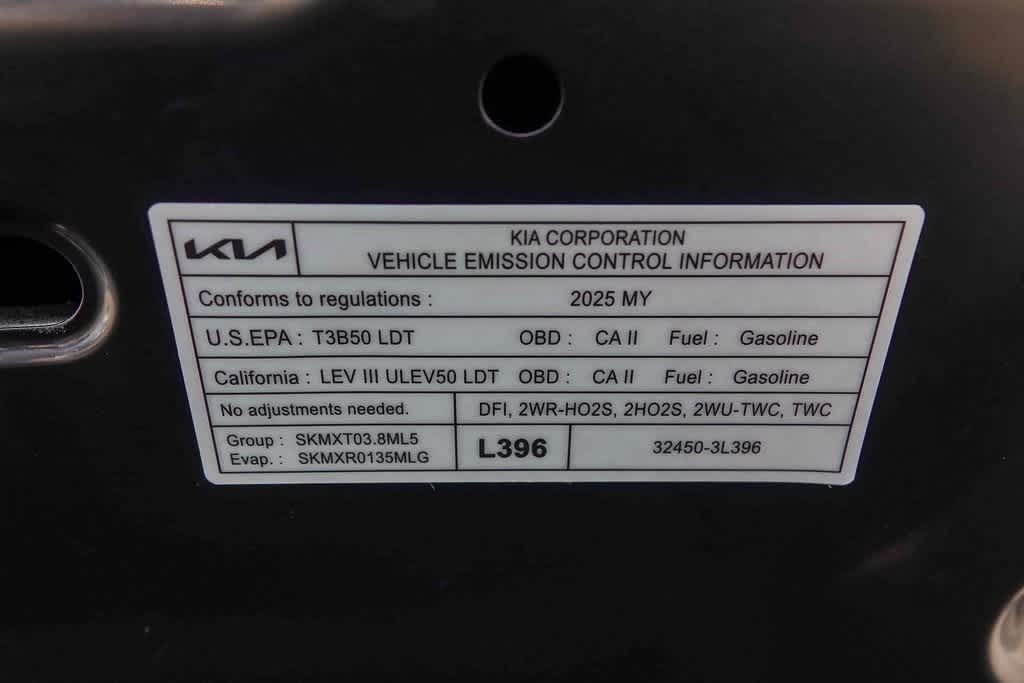 KIA
KIA CORPORATION
VEHICLE EMISSION CONTROL INFORMATION
Conforms to regulations : 2025 MY
U.S.EPA : T3B50 LDT OBD : CA II Fuel : Gasoline
California : LEV III ULEV50 LDT OBD : CA II Fuel : Gasoline
No adjustments needed. DFI, 2WR-HO2S, 2HO2S, 2WU-TWC, TWC
Group : SKMXT03.8ML5
Evap. : SKMXR0135MLG
L396
32450-3L396